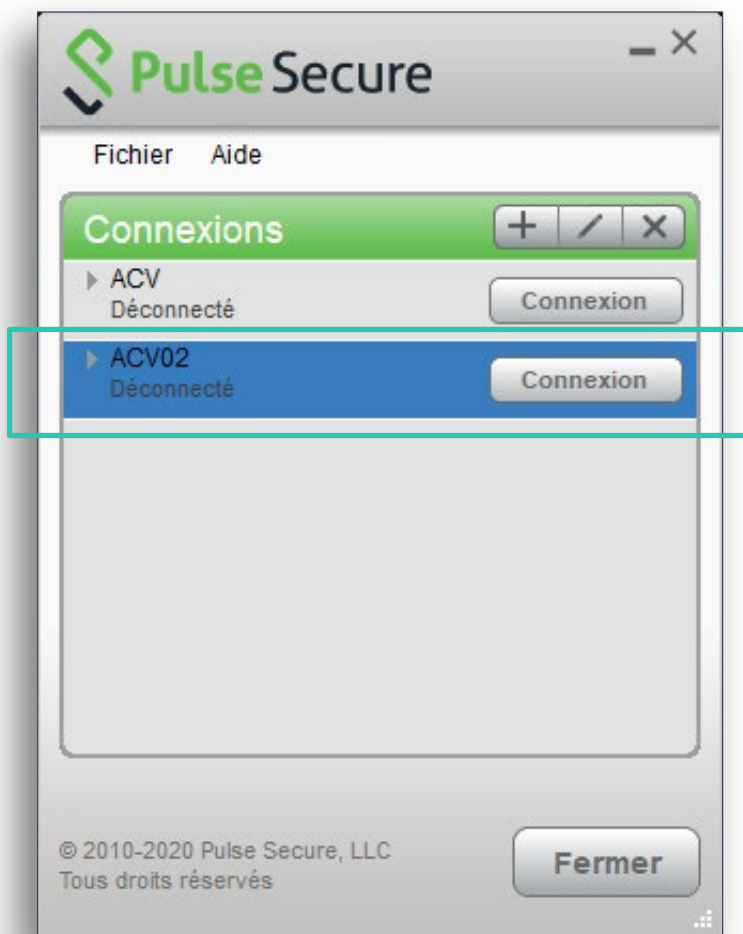 Pulse Secure
Fichier Aide
Connexions
ACV
Déconnecté
Connexion
ACV02
Déconnecté
Connexion
© 2010-2020 Pulse Secure, LLC
Tous droits réservés
Fermer